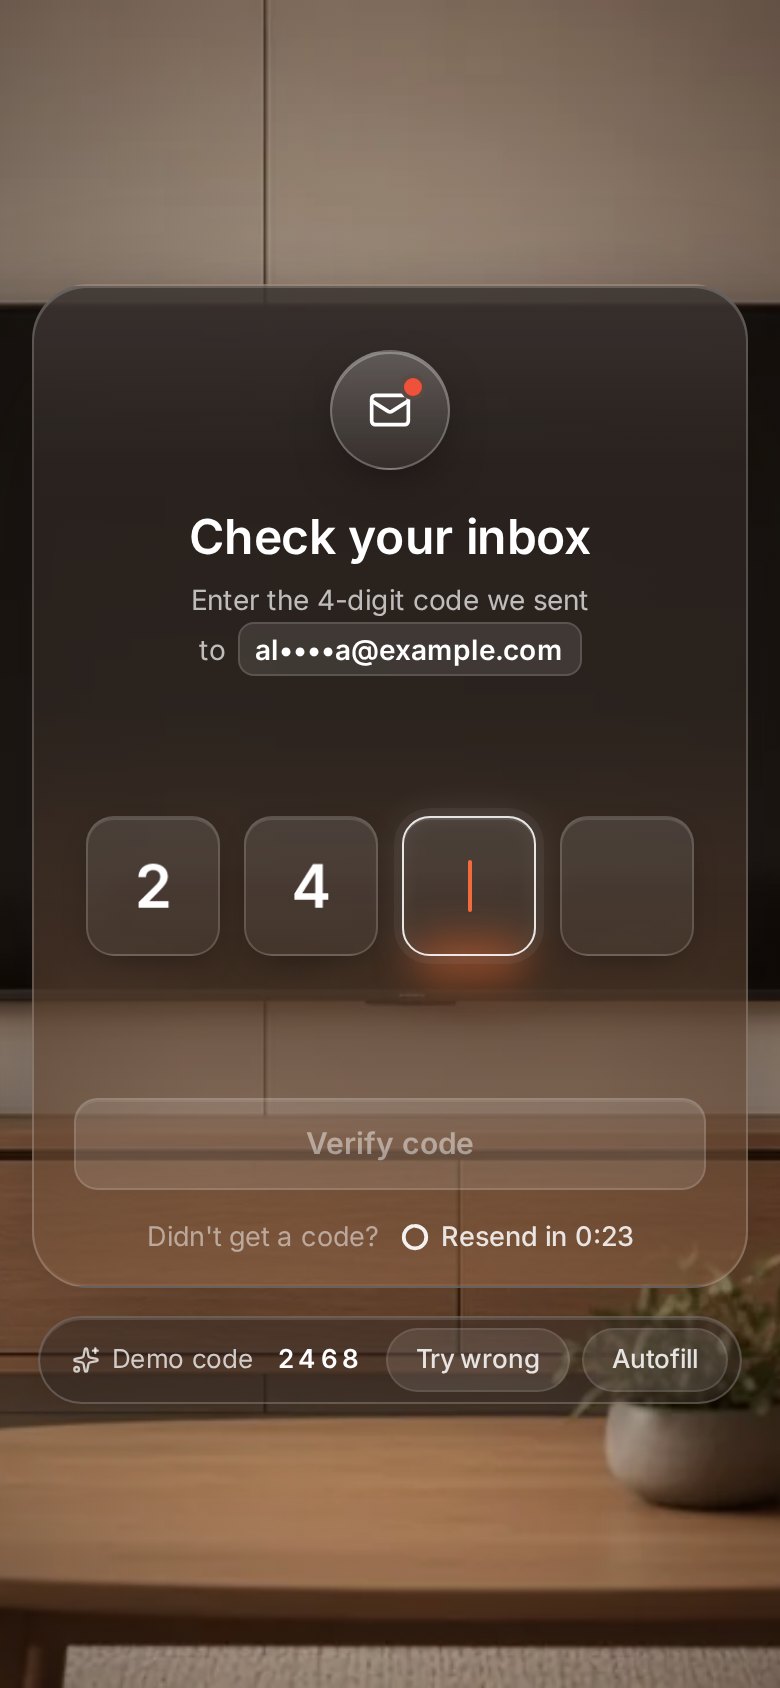 Check your inbox
Enter the 4-digit code we sent
to al••••a@example.com
2 4
Verify code
Didn't get a code? Resend in 0:23
Demo code 2468 Try wrong Autofill